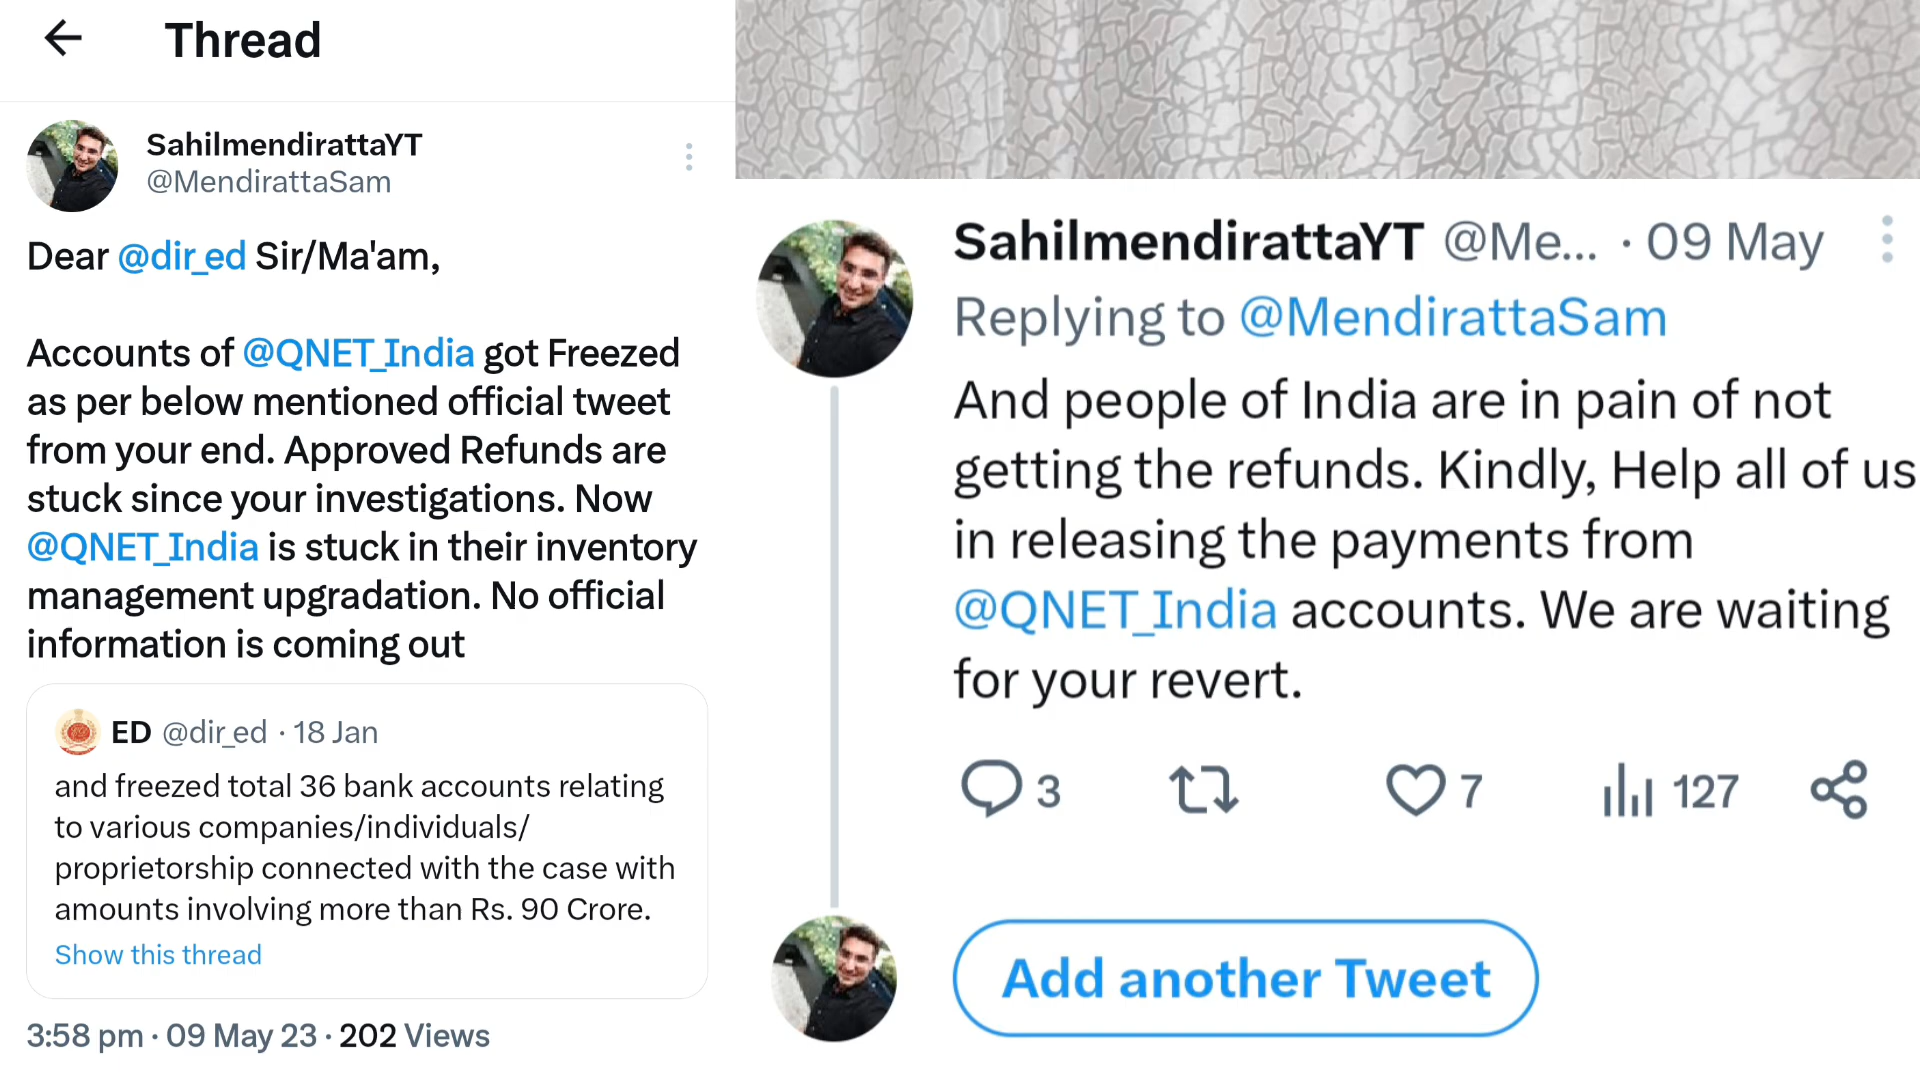 Thread
SahilmendirattaYT
@MendirattaSam
Dear @dir_ed Sir/Ma'am,
Accounts of @QNET_India got Freezed
as per below mentioned official tweet
from your end. Approved Refunds are
stuck since your investigations. Now
@QNET_India is stuck in their inventory
management upgradation. No official
information is coming out
ED @dir_ed · 18 Jan
and freezed total 36 bank accounts relating
to various companies/individuals/
proprietorship connected with the case with
amounts involving more than Rs. 90 Crore.
Show this thread
3:58 pm · 09 May 23 · 202 Views
SahilmendirattaYT @Me... · 09 May
Replying to @MendirattaSam
And people of India are in pain of not
getting the refunds. Kindly, Help all of us
in releasing the payments from
@QNET_India accounts. We are waiting
for your revert.
3 7 127
Add another Tweet